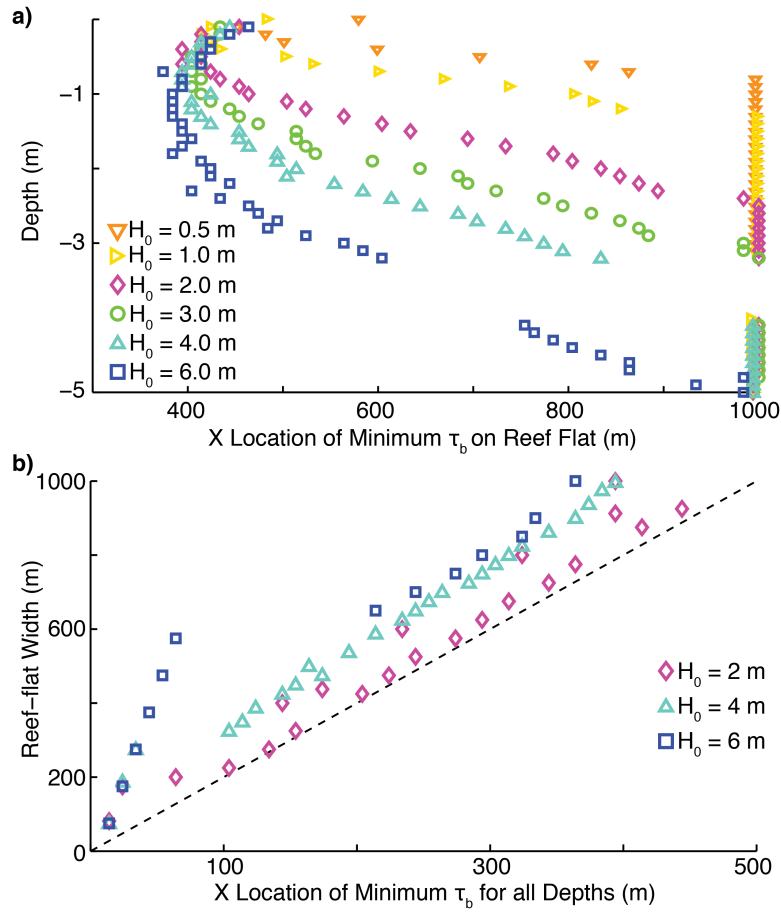 a)
−1
−3
−5
Depth (m)
H₀ = 0.5 m
H₀ = 1.0 m
H₀ = 2.0 m
H₀ = 3.0 m
H₀ = 4.0 m
H₀ = 6.0 m
400 600 800 1000
X Location of Minimum τb on Reef Flat (m)
b)
1000
600
200
0
Reef−flat Width (m)
H₀ = 2 m
H₀ = 4 m
H₀ = 6 m
100 300 500
X Location of Minimum τb for all Depths (m)